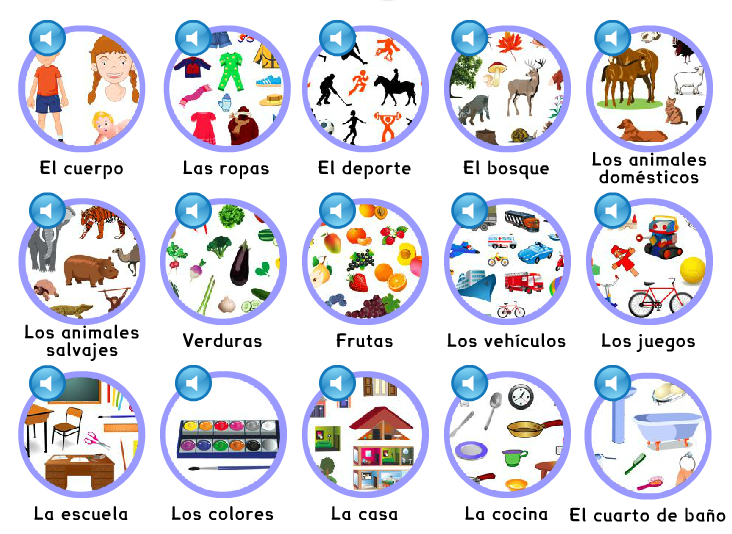 El cuerpo
Las ropas
El deporte
El bosque
Los animales
domésticos
Los animales
salvajes
Verduras
Frutas
Los vehículos
Los juegos
La escuela
Los colores
La casa
La cocina
El cuarto de baño